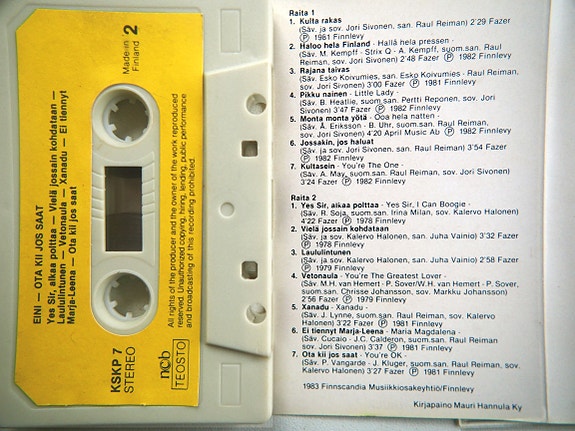 EINI — OTA KII JOS SAAT
Yes Sir, alkaa polttaa — Vielä jossain kohdataan —
Laululintunen — Vetonaula — Xanadu — Ei tiennyt
Marja-Leena — Ota kii jos saat
Made in
Finland
2
KSKP 7
STEREO
ncb
TEOSTO
All rights of the producer and the owner of the work reproduced
reserved. Unauthorized copying, hiring, lending, public performance
and broadcasting of this recording prohibited.
Raita 1
1. Kulta rakas
(Säv. ja sov. Jori Sivonen, san. Raul Reiman) 2'29 Fazer
Ⓟ 1981 Finnlevy
2. Haloo hela Finland - Hallå hela pressen -
(Säv. M. Kempff - Strix Q - A. Kempff, suom.san. Raul
Reiman, sov. Jori Sivonen) 2'48 Fazer Ⓟ 1982 Finnlevy
3. Rajana taivas
(Säv. Esko Koivumies, san. Esko Koivumies - Raul Reiman,
sov. Jori Sivonen) 3'00 Fazer Ⓟ 1981 Finnlevy
4. Pikku nainen - Little Lady -
(Säv. B. Heatlie, suom.san. Pertti Reponen, sov. Jori
Sivonen) 3'47 Fazer Ⓟ 1982 Finnlevy
5. Monta monta yötä - Ooa hela natten -
(Säv. Å. Eriksson - B. Uhr, suom.san. Raul Reiman,
sov. Jori Sivonen) 4'20 April Music Ab Ⓟ 1982 Finnlevy
6. Jossakin, jos haluat
(Säv. ja sov. Jori Sivonen, san. Raul Reiman) 3'54 Fazer
Ⓟ 1982 Finnlevy
7. Kultasein - You're The One -
(Säv. A. May, suom.san. Raul Reiman, sov. Jori Sivonen)
3'24 Fazer Ⓟ 1982 Finnlevy
Raita 2
1. Yes Sir, alkaa polttaa - Yes Sir, I Can Boogie -
(Säv. R. Soja, suom.san. Irina Milan, sov. Kalervo Halonen)
4'22 Fazer Ⓟ 1978 Finnlevy
2. Vielä jossain kohdataan
(Säv. ja sov. Kalervo Halonen, san. Juha Vainio) 3'32 Fazer
Ⓟ 1978 Finnlevy
3. Laululintunen
(Säv. ja sov. Kalervo Halonen, san. Juha Vainio) 2'58 Fazer
Ⓟ 1979 Finnlevy
4. Vetonaula - You're The Greatest Lover -
(Säv. M.H. van Hemert - P. Sover/W.H. van Hemert - P. Sover,
suom.san. Chrisse Johansson, sov. Markku Johansson)
2'56 Fazer Ⓟ 1979 Finnlevy
5. Xanadu - Xanadu -
(Säv. J. Lynne, suom.san. Raul Reiman, sov. Kalervo
Halonen) 3'22 Fazer Ⓟ 1981 Finnlevy
6. Ei tiennyt Marja-Leena - Maria Magdalena -
(Säv. Cucaio - J.C. Calderon, suom.san. Raul Reiman
sov. Jori Sivonen) 3'37 Ⓟ 1981 Finnlevy
7. Ota kii jos saat - You're OK -
(Säv. P. Vangarde - J. Kluger, suom.san. Raul Reiman, sov.
Kalervo Halonen) 3'27 Fazer Ⓟ 1981 Finnlevy
1983 Finnscandia Musiikkiosakeyhtiö/Finnlevy
Kirjapaino Mauri Hannula Ky